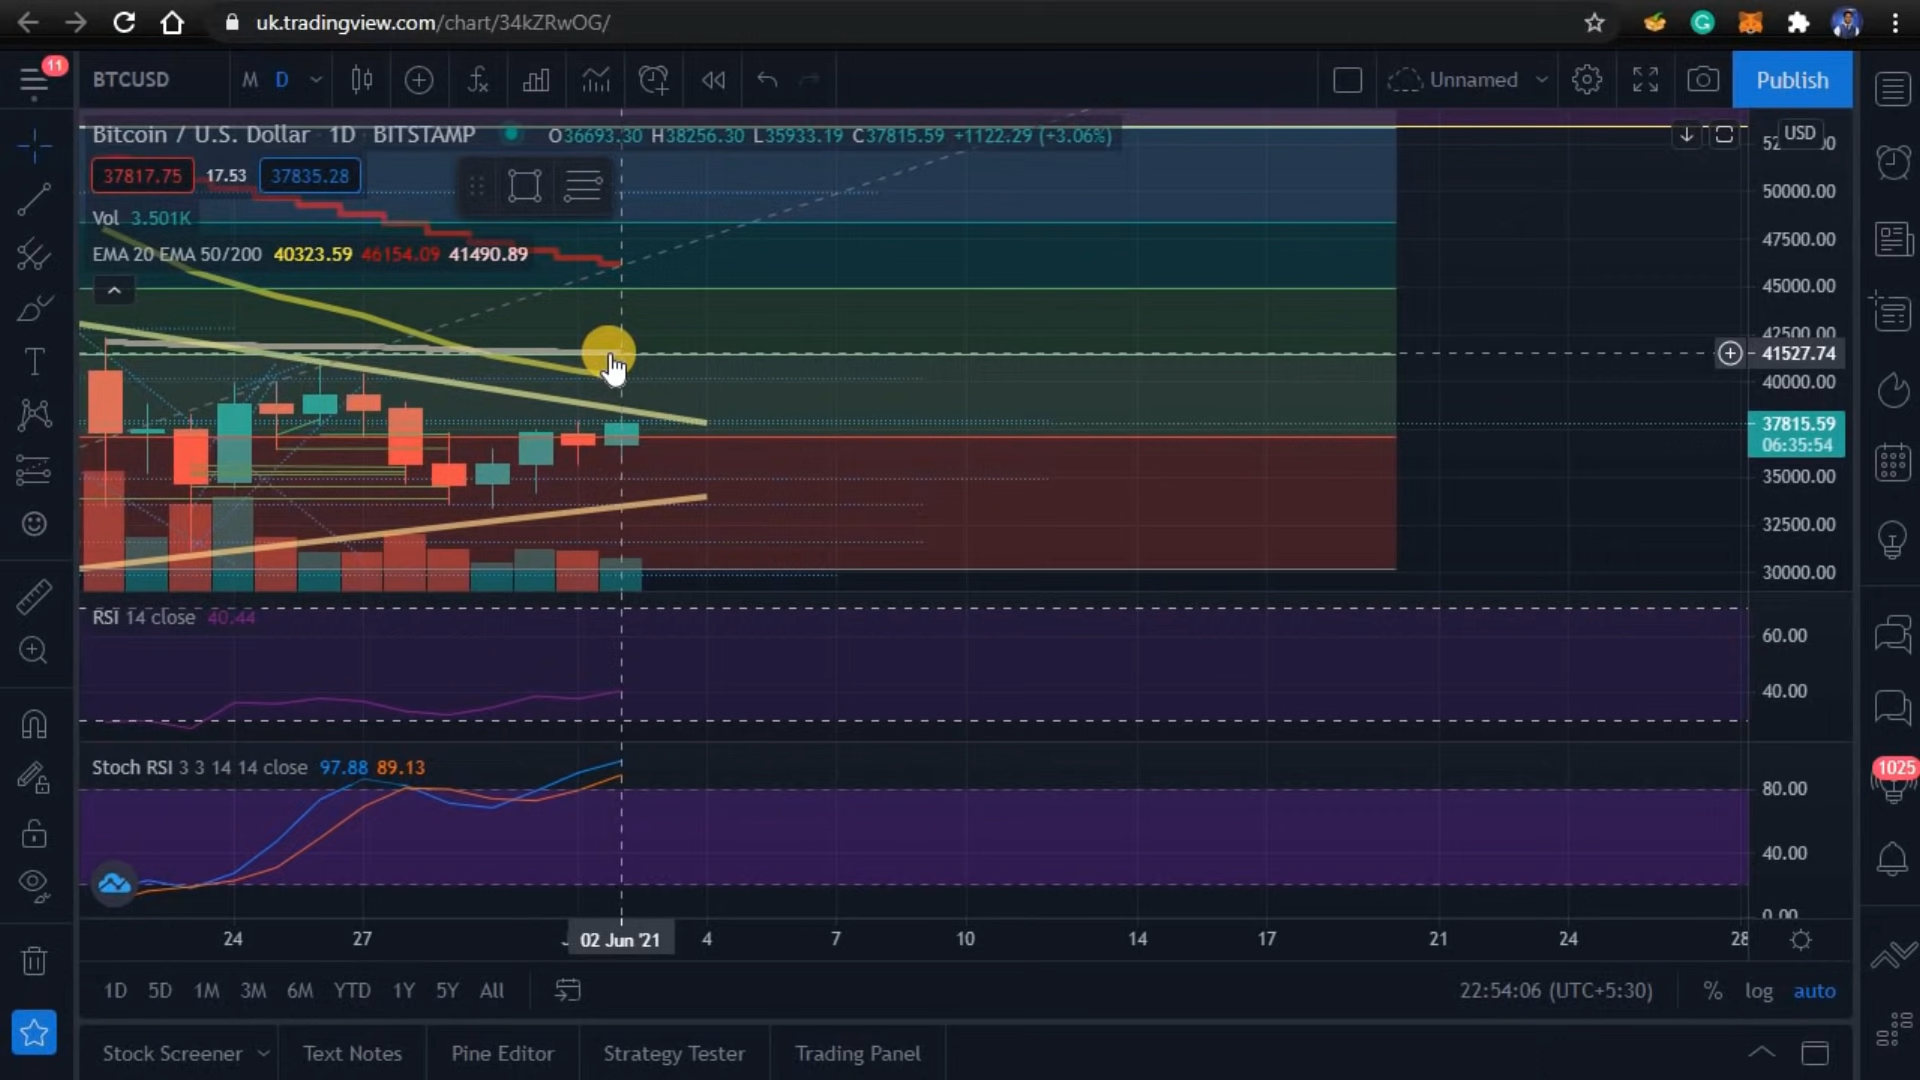 uk.tradingview.com/chart/34kZRwOG/
11
BTCUSD M D Unnamed Publish
Bitcoin / U.S. Dollar 1D BITSTAMP O36693.30 H38256.30 L35933.19 C37815.59 +1122.29 (+3.06%)
USD
37817.75 17.53 37835.28
50000.00
Vol 3.501K
47500.00
EMA 20 EMA 50/200 40323.59 46154.09 41490.89
45000.00
42500.00
41527.74
40000.00
37815.59
06:35:54
35000.00
32500.00
30000.00
RSI 14 close 40.44
60.00
40.00
Stoch RSI 3 3 14 14 close 97.88 89.13
1025
80.00
40.00
0.00
24 27 02 Jun '21 4 7 10 14 17 21 24 28
1D 5D 1M 3M 6M YTD 1Y 5Y All 22:54:06 (UTC+5:30) % log auto
Stock Screener Text Notes Pine Editor Strategy Tester Trading Panel